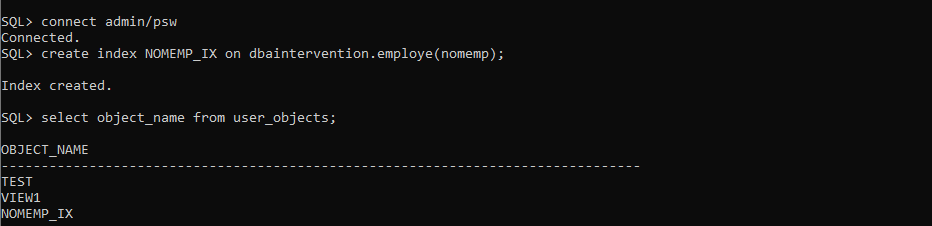 SQL> connect admin/psw
Connected.
SQL> create index NOMEMP_IX on dbaintervention.employe(nomemp);
Index created.
SQL> select object_name from user_objects;
OBJECT_NAME
--------------------------------------------------------------------------------
TEST
VIEW1
NOMEMP_IX